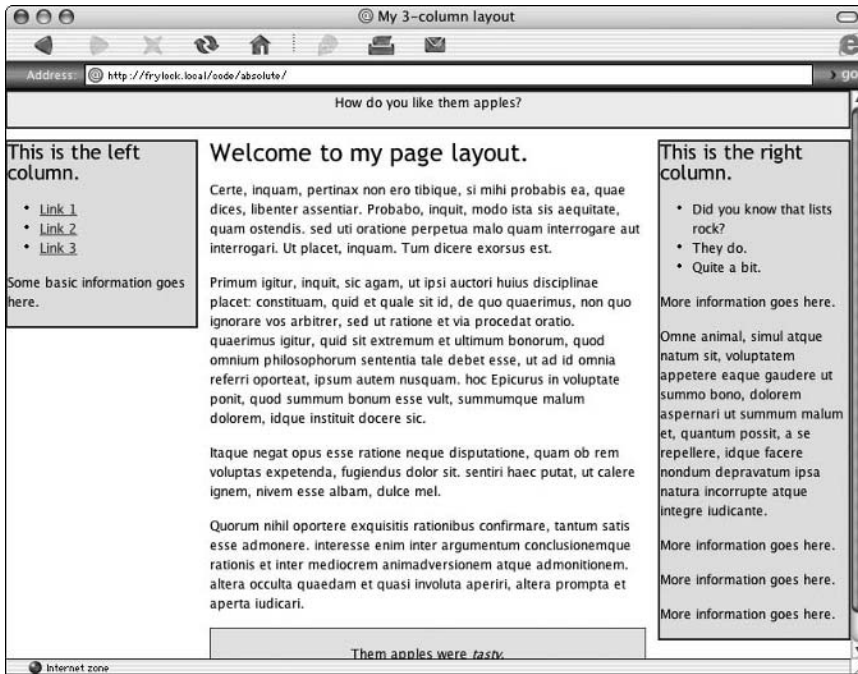 My 3-column layout
Address: http://frylock.local/code/absolute/
go
How do you like them apples?
This is the left
column.
• Link 1
• Link 2
• Link 3
Some basic information goes
here.
Welcome to my page layout.
Certe, inquam, pertinax non ero tibique, si mihi probabis ea, quae
dices, libenter assentiar. Probabo, inquit, modo ista sis aequitate,
quam ostendis. sed uti oratione perpetua malo quam interrogare aut
interrogari. Ut placet, inquam. Tum dicere exorsus est.
Primum igitur, inquit, sic agam, ut ipsi auctori huius disciplinae
placet: constituam, quid et quale sit id, de quo quaerimus, non quo
ignorare vos arbitrer, sed ut ratione et via procedat oratio.
quaerimus igitur, quid sit extremum et ultimum bonorum, quod
omnium philosophorum sententia tale debet esse, ut ad id omnia
referri oporteat, ipsum autem nusquam. hoc Epicurus in voluptate
ponit, quod summum bonum esse vult, summumque malum
dolorem, idque instituit docere sic.
Itaque negat opus esse ratione neque disputatione, quam ob rem
voluptas expetenda, fugiendus dolor sit. sentiri haec putat, ut calere
ignem, nivem esse albam, dulce mel.
Quorum nihil oportere exquisitis rationibus confirmare, tantum satis
esse admonere. interesse enim inter argumentum conclusionemque
rationis et inter mediocrem animadversionem atque admonitionem.
altera occulta quaedam et quasi involuta aperiri, altera prompta et
aperta iudicari.
Them apples were tasty.
This is the right
column.
• Did you know that lists
rock?
• They do.
• Quite a bit.
More information goes here.
Omne animal, simul atque
natum sit, voluptatem
appetere eaque gaudere ut
summo bono, dolorem
aspernari ut summum malum
et, quantum possit, a se
repellere, idque facere
nondum depravatum ipsa
natura incorrupte atque
integre iudicante.
More information goes here.
More information goes here.
More information goes here.
Internet zone